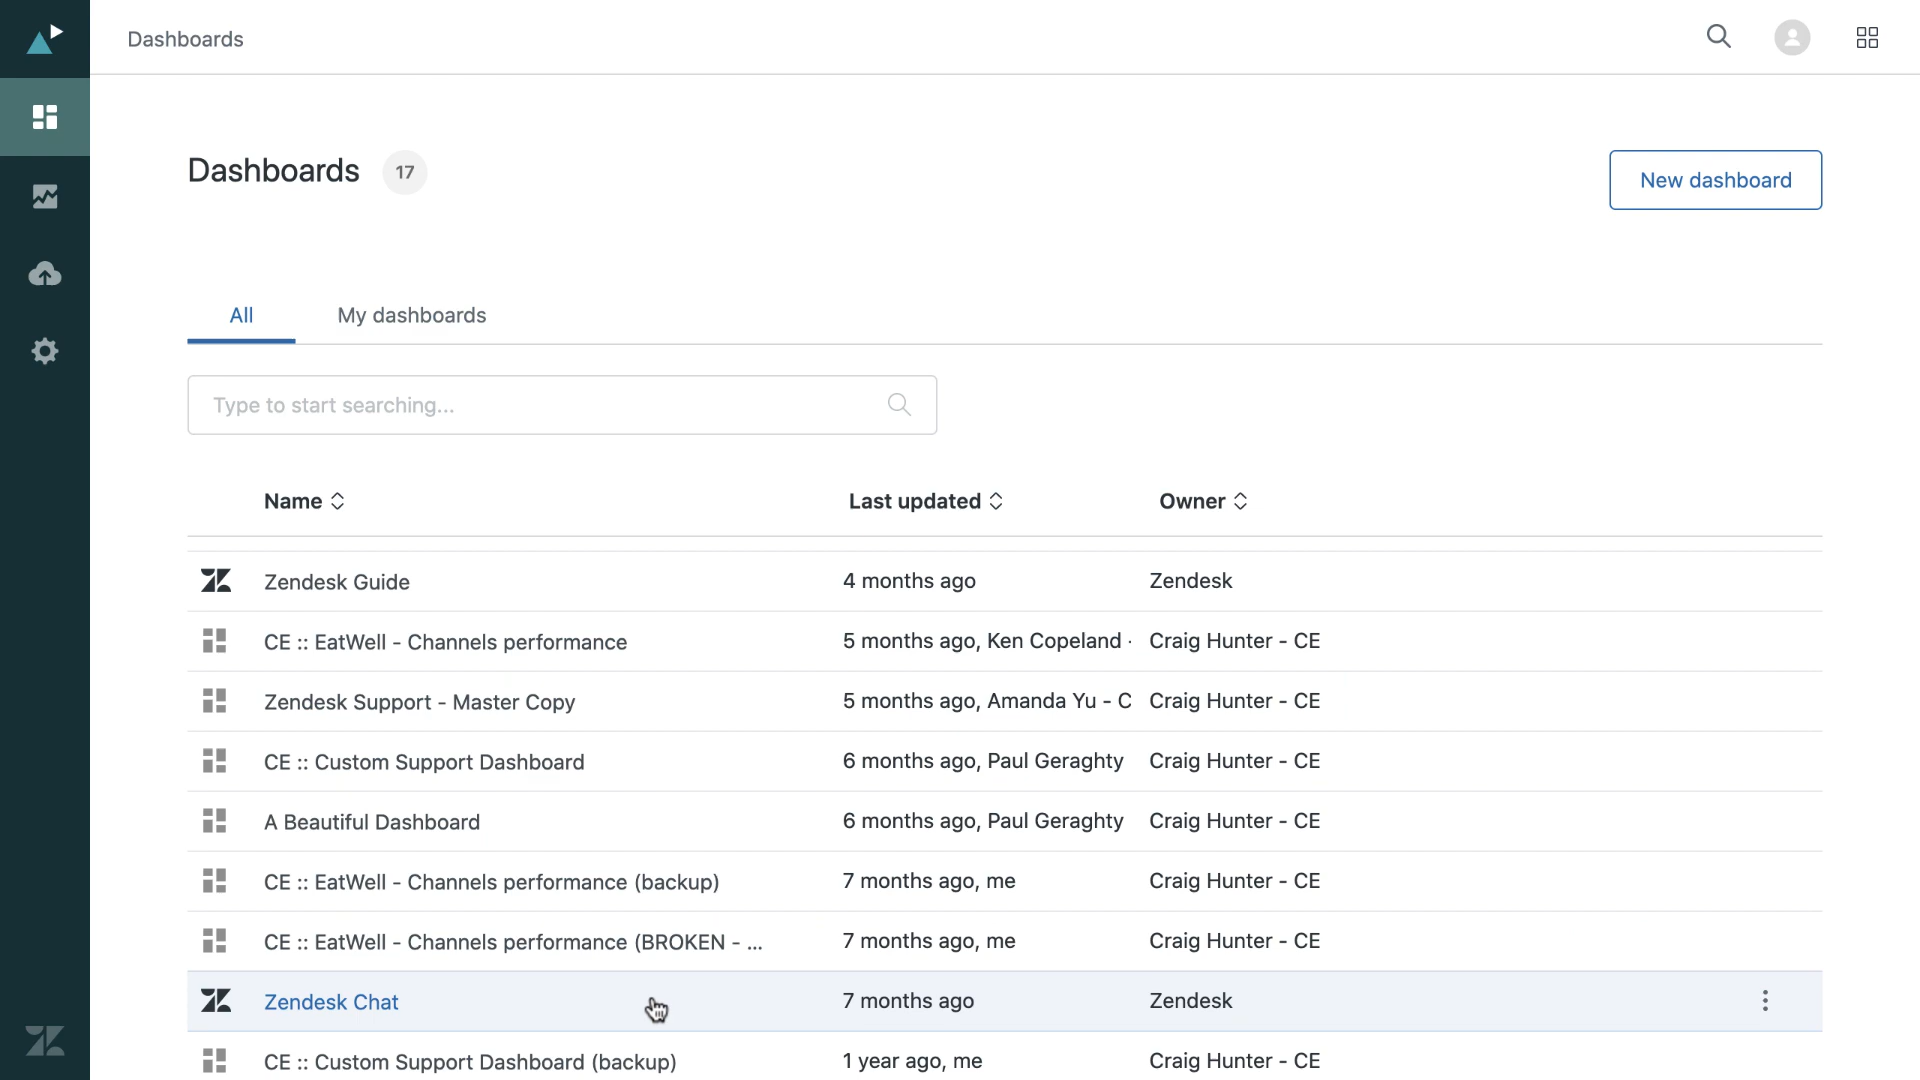 Dashboards
Dashboards 17
New dashboard
All My dashboards
Type to start searching...
Name Last updated Owner
Zendesk Guide 4 months ago Zendesk
CE :: EatWell - Channels performance 5 months ago, Ken Copeland · Craig Hunter - CE
Zendesk Support - Master Copy 5 months ago, Amanda Yu - C Craig Hunter - CE
CE :: Custom Support Dashboard 6 months ago, Paul Geraghty Craig Hunter - CE
A Beautiful Dashboard 6 months ago, Paul Geraghty Craig Hunter - CE
CE :: EatWell - Channels performance (backup) 7 months ago, me Craig Hunter - CE
CE :: EatWell - Channels performance (BROKEN - ... 7 months ago, me Craig Hunter - CE
Zendesk Chat 7 months ago Zendesk
CE :: Custom Support Dashboard (backup) 1 year ago, me Craig Hunter - CE